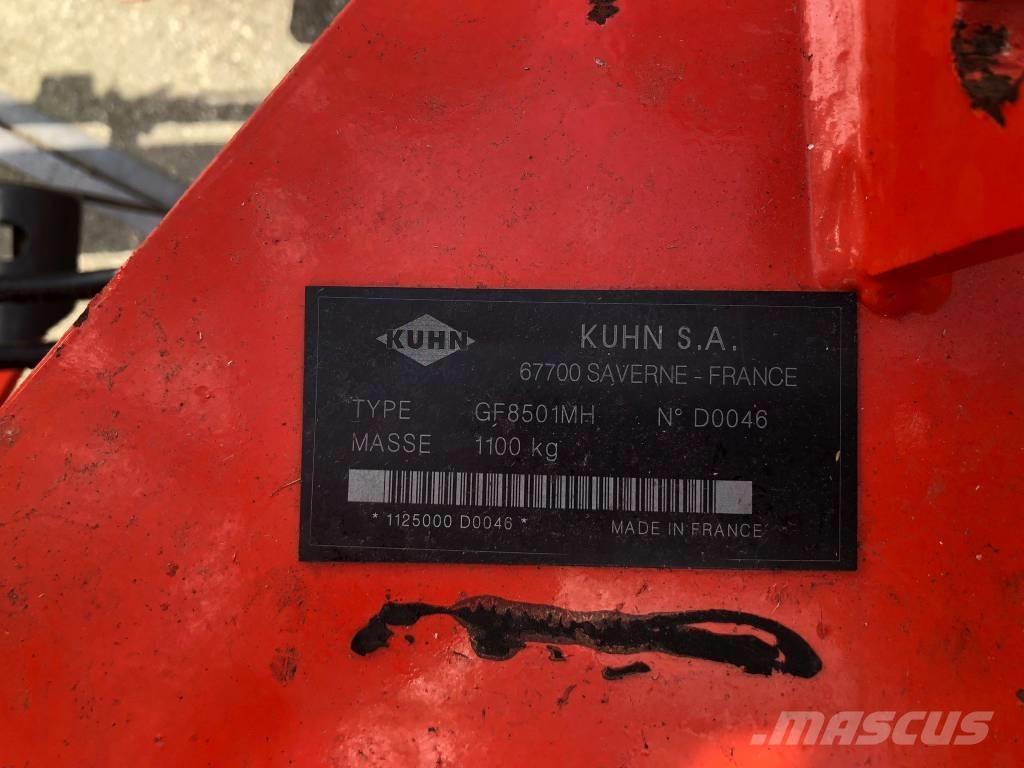 KUHN
KUHN S.A.
67700 SAVERNE - FRANCE
TYPE GF8501MH N° D0046
MASSE 1100 kg
* 1125000 D0046 * MADE IN FRANCE
MASCUS